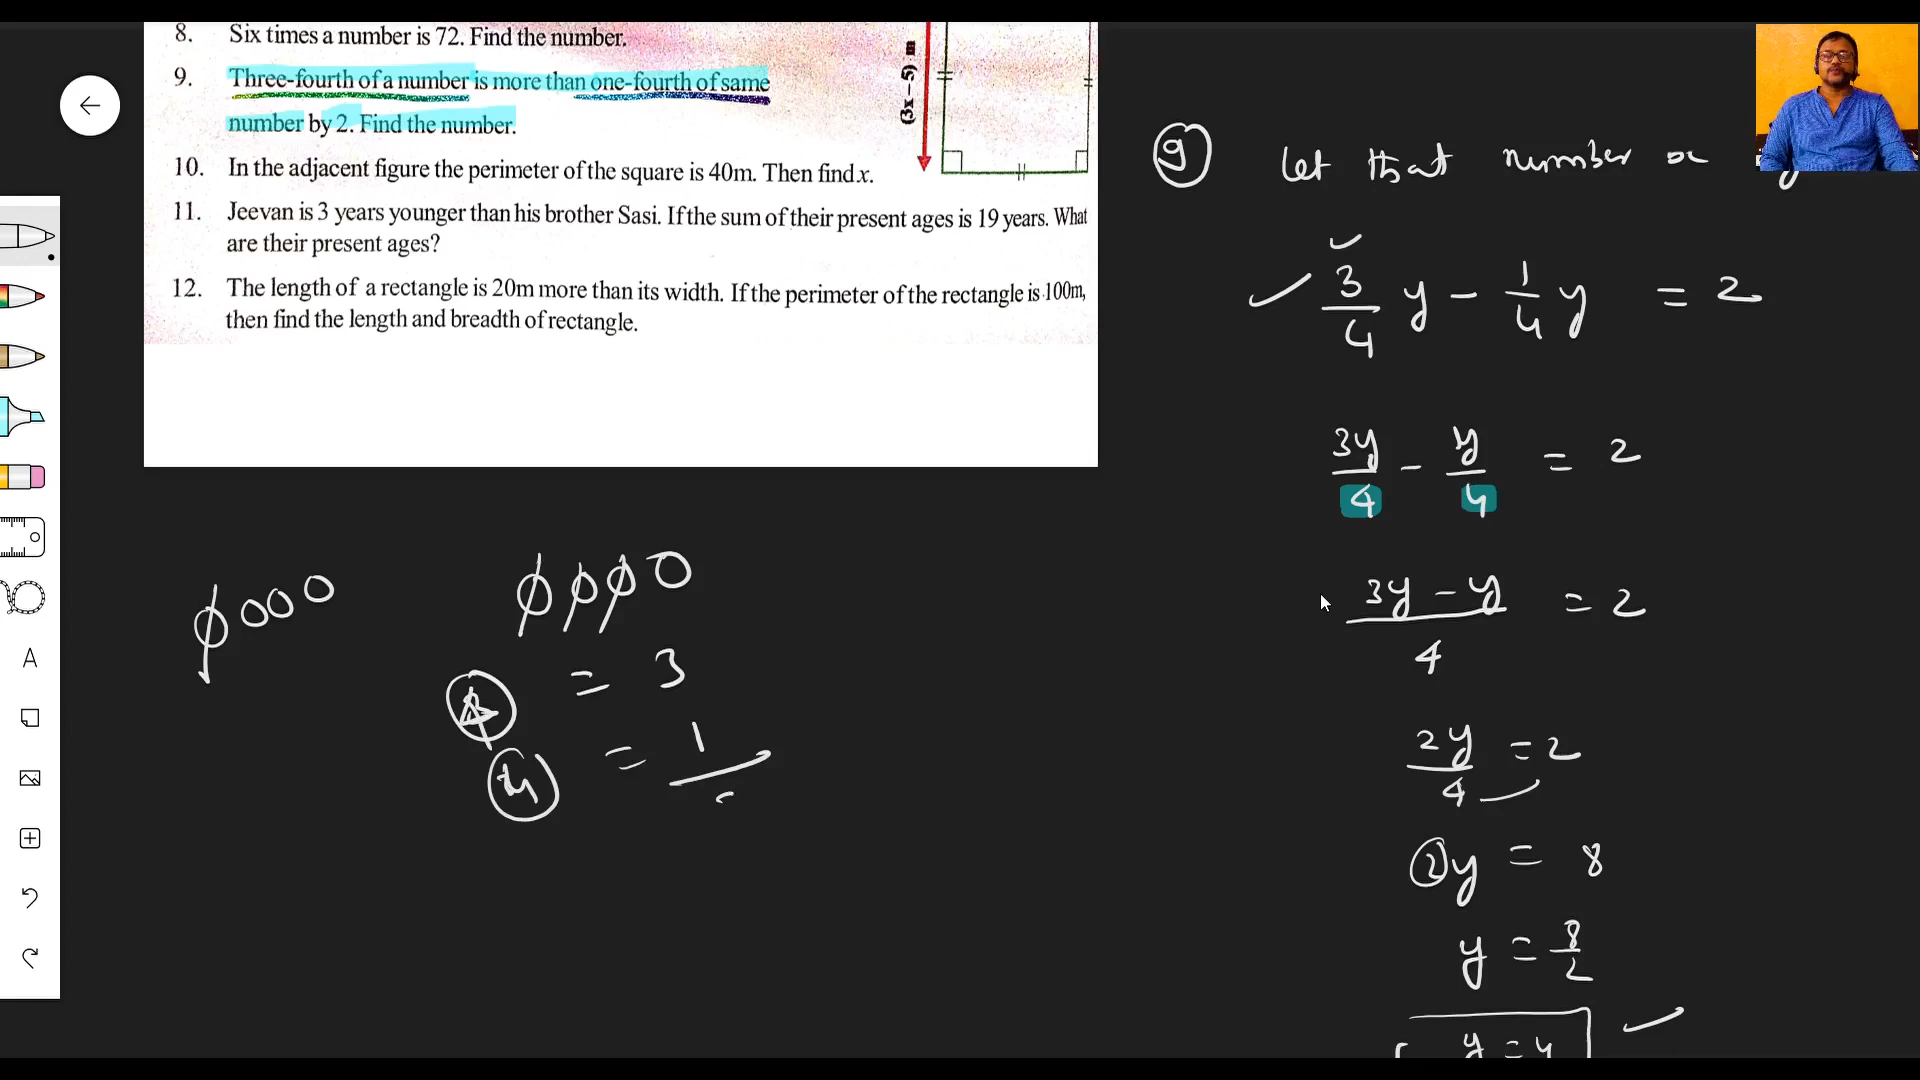 8. Six times a number is 72. Find the number.
9. Three-fourth of a number is more than one-fourth of same
number by 2. Find the number.
10. In the adjacent figure the perimeter of the square is 40m. Then find x.
11. Jeevan is 3 years younger than his brother Sasi. If the sum of their present ages is 19 years. What
are their present ages?
12. The length of a rectangle is 20m more than its width. If the perimeter of the rectangle is 100m,
then find the length and breadth of rectangle.
(3x – 5) m
9 Let that number
3/4 y - 1/4 y = 2
3y/4 - y/4 = 2
3y - y / 4 = 2
2y/4 = 2
2y = 8
y = 8/2
y = 4
0000
0000
= 3
= 1
A